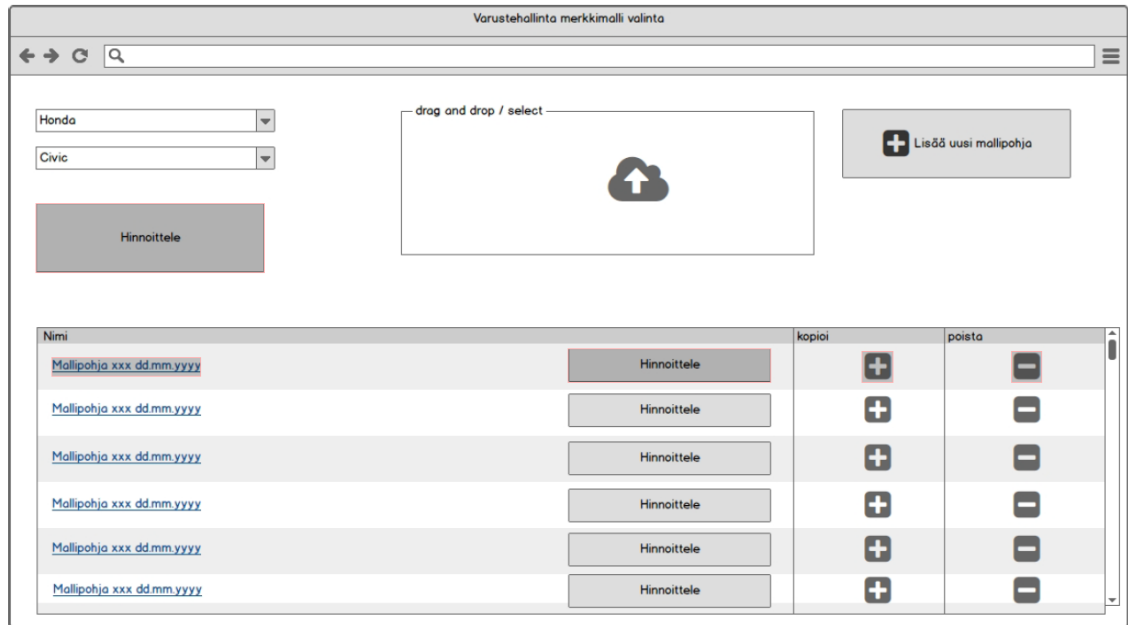 Varustehallinta merkkimalli valinta
Honda
Civic
Hinnoittele
drag and drop / select
Lisää uusi mallipohja
Nimi kopioi poista
Mallipohja xxx dd.mm.yyyy Hinnoittele
Mallipohja xxx dd.mm.yyyy Hinnoittele
Mallipohja xxx dd.mm.yyyy Hinnoittele
Mallipohja xxx dd.mm.yyyy Hinnoittele
Mallipohja xxx dd.mm.yyyy Hinnoittele
Mallipohja xxx dd.mm.yyyy Hinnoittele